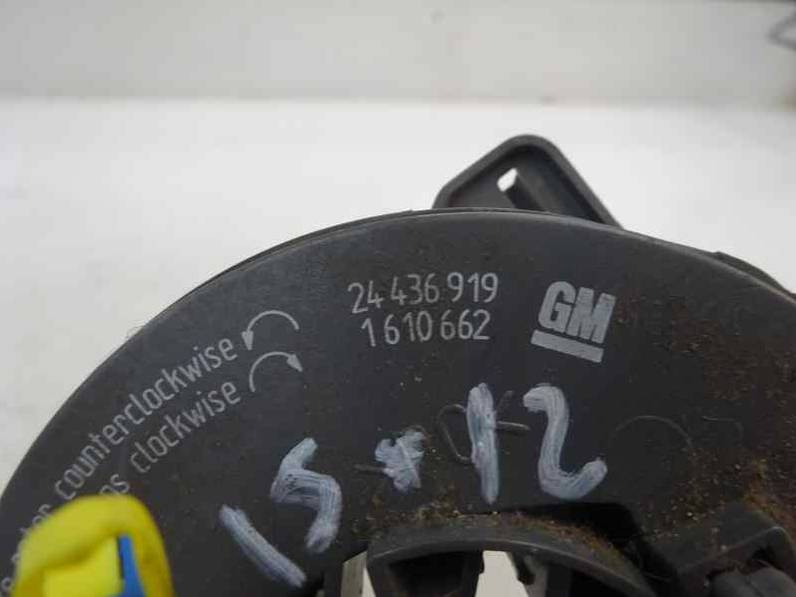 24 436 919
1 610 662
GM
counterclockwise
clockwise
15 * 12